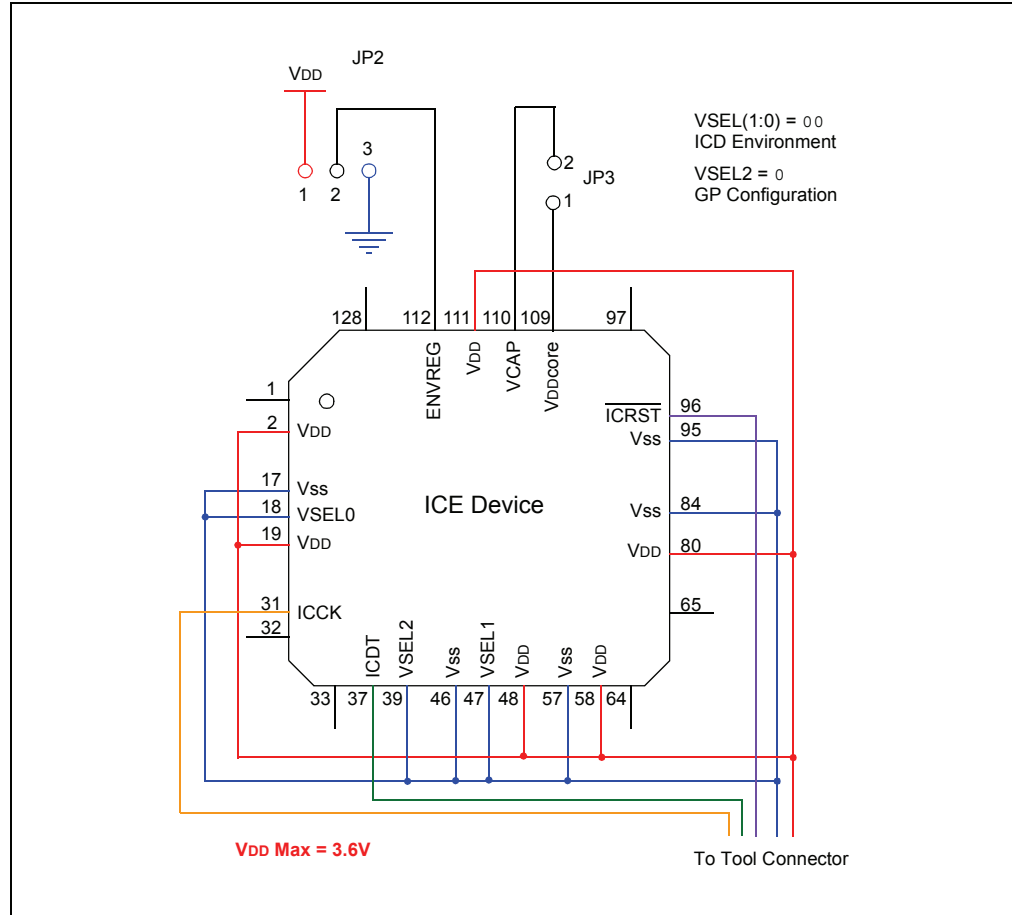 JP2
VDD
3
1
2
2
JP3
1
VSEL(1:0) = 00
ICD Environment
VSEL2 = 0
GP Configuration
128
112
111
110
109
97
ENVREG
VDD
VCAP
VDDcore
1
2
VDD
17
Vss
18
VSEL0
19
VDD
31
ICCK
32
ICE Device
ICRST
96
Vss
95
Vss
84
VDD
80
65
ICDT
VSEL2
Vss
VSEL1
VDD
Vss
VDD
33
37
39
46
47
48
57
58
64
VDD Max = 3.6V
To Tool Connector